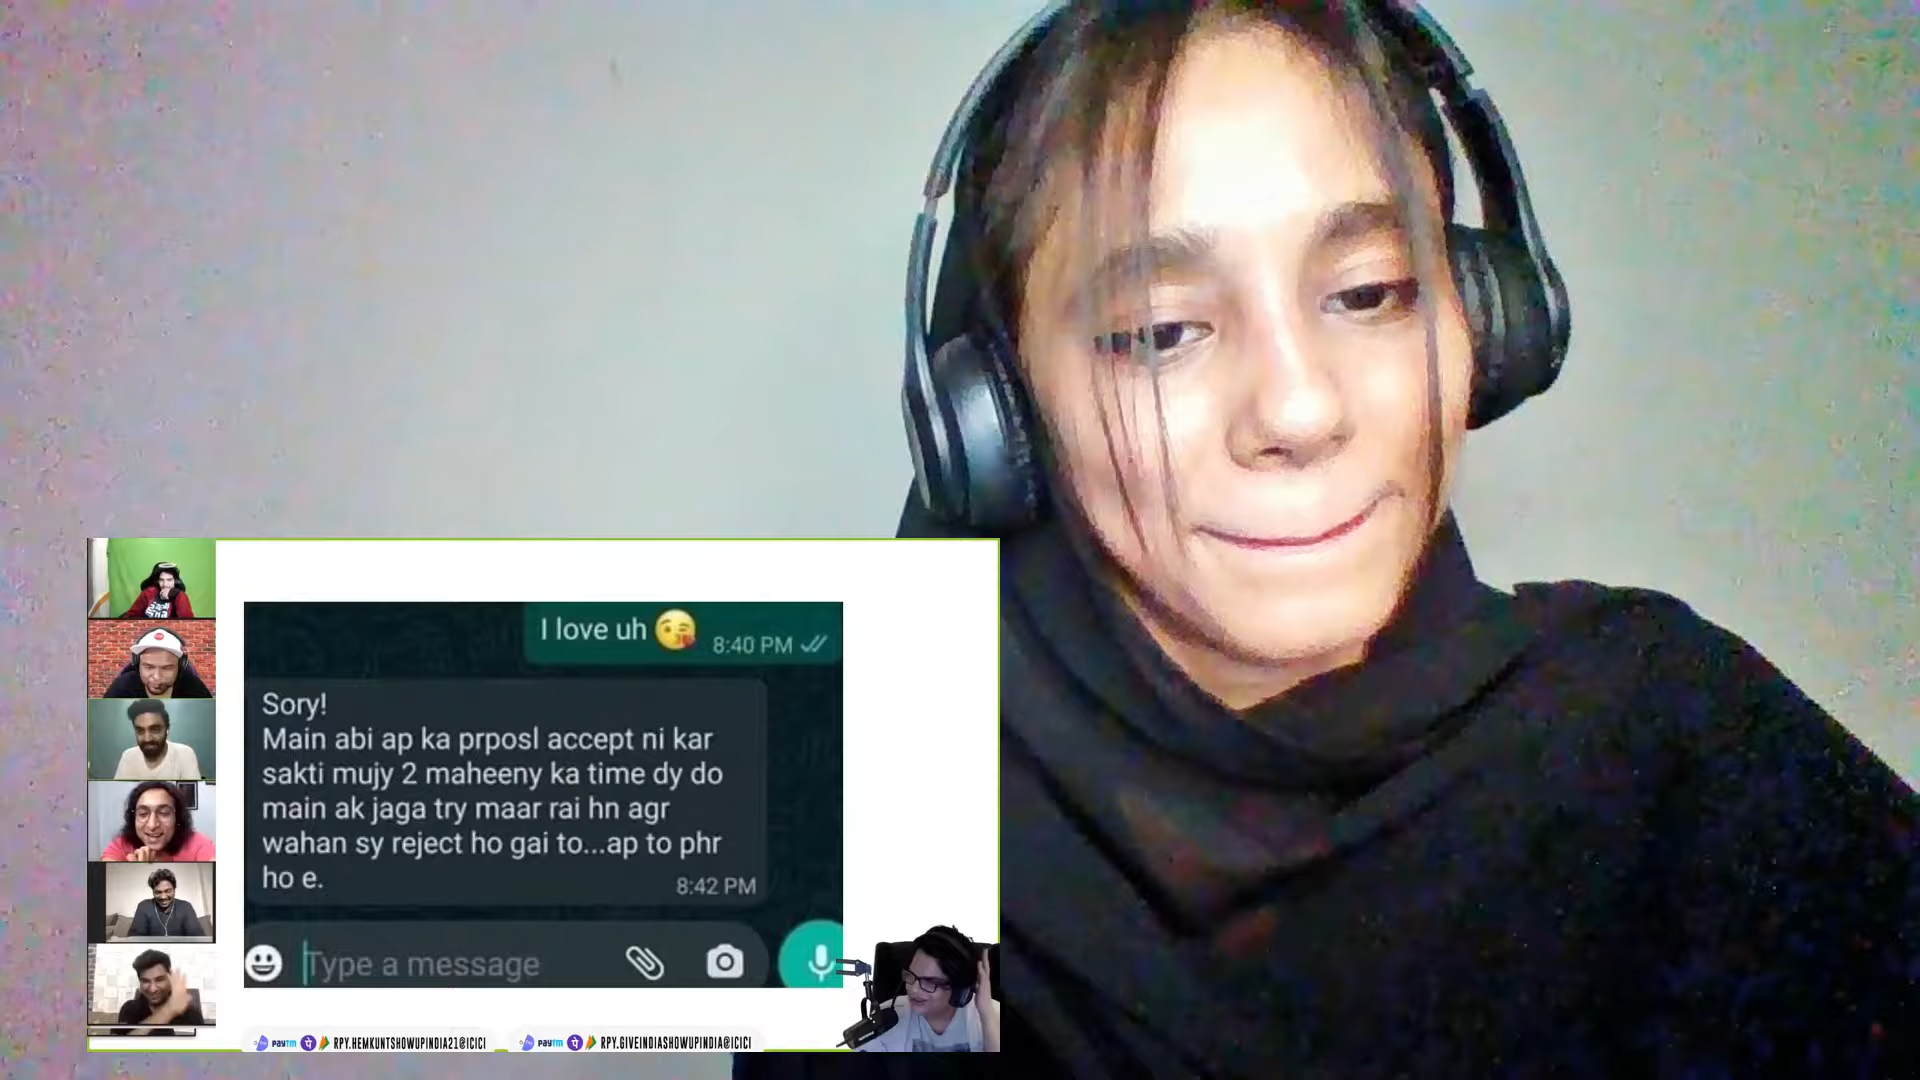 I love uh 😘 8:40 PM
Sory!
Main abi ap ka prposl accept ni kar
sakti mujy 2 maheeny ka time dy do
main ak jaga try maar rai hn agr
wahan sy reject ho gai to...ap to phr
ho e.
8:42 PM
Type a message
paytm RPY.HEMKUNTSHOWUPINDIA21@ICICI paytm RPY.GIVEINDIASHOWUPINDIA@ICICI